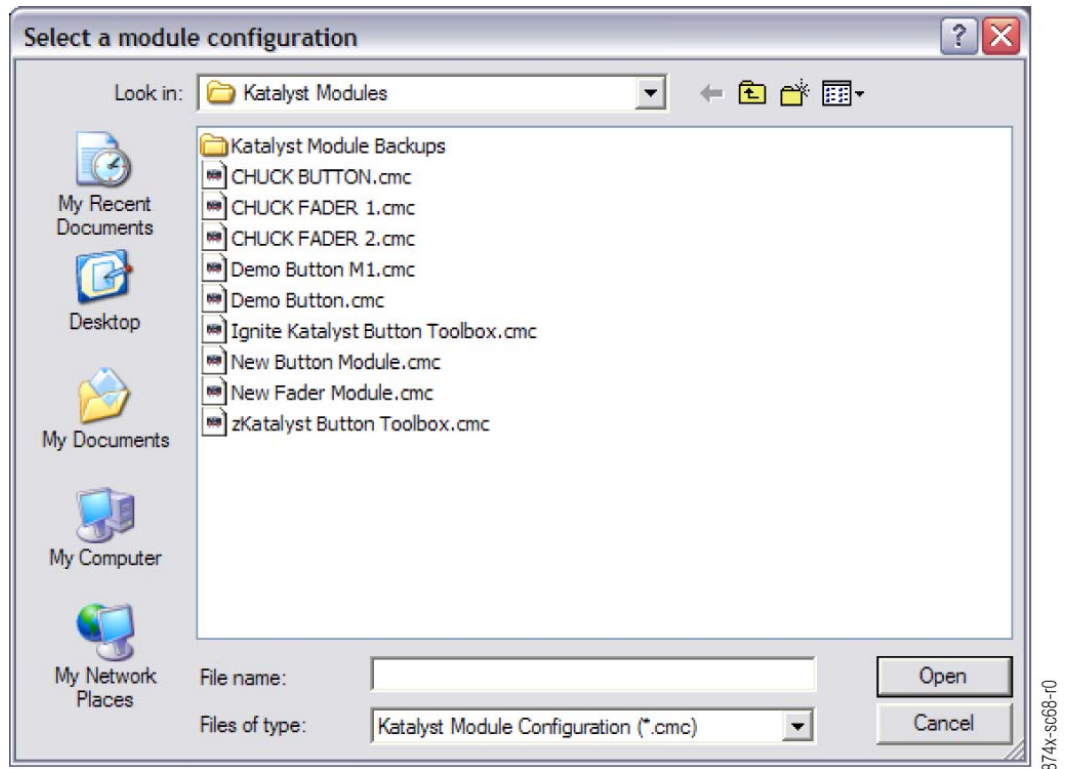 Select a module configuration
?
Look in:
Katalyst Modules
Katalyst Module Backups
CHUCK BUTTON.cmc
CHUCK FADER 1.cmc
CHUCK FADER 2.cmc
Demo Button M1.cmc
Demo Button.cmc
Ignite Katalyst Button Toolbox.cmc
New Button Module.cmc
New Fader Module.cmc
zKatalyst Button Toolbox.cmc
My Recent
Documents
Desktop
My Documents
My Computer
My Network
Places
File name:
Open
Files of type:
Katalyst Module Configuration (*.cmc)
Cancel
874x-sc68-r0